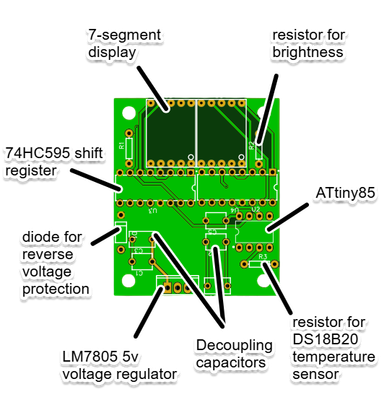 7-segment
display
resistor for
brightness
R1
R2
74HC595 shift
register
ATtiny85
U1
diode for
reverse
voltage
protection
C1
R3
LM7805 5v
voltage regulator
Decoupling
capacitors
resistor for
DS18B20
temperature
sensor